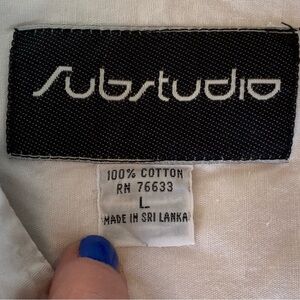 Substudio
100% COTTON
RN 76633
L
MADE IN SRI LANKA